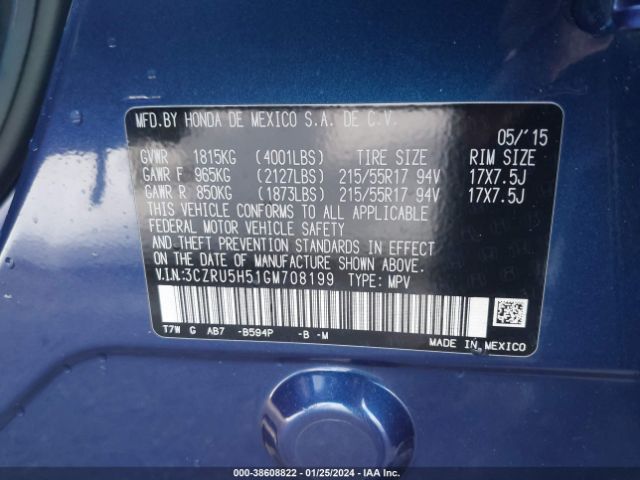 MFD.BY HONDA DE MEXICO S.A. DE C.V.
05/'15
GVWR 1815KG (4001LBS) TIRE SIZE RIM SIZE
GAWR F 965KG (2127LBS) 215/55R17 94V 17X7.5J
GAWR R 850KG (1873LBS) 215/55R17 94V 17X7.5J
THIS VEHICLE CONFORMS TO ALL APPLICABLE
FEDERAL MOTOR VEHICLE SAFETY
AND THEFT PREVENTION STANDARDS IN EFFECT
ON THE DATE OF MANUFACTURE SHOWN ABOVE.
V.I.N:3CZRU5H51GM708199 TYPE: MPV
T7W G AB7 -B594P -B -M
MADE IN MEXICO
000-38608822 / 01/25/2024 / IAA Inc.